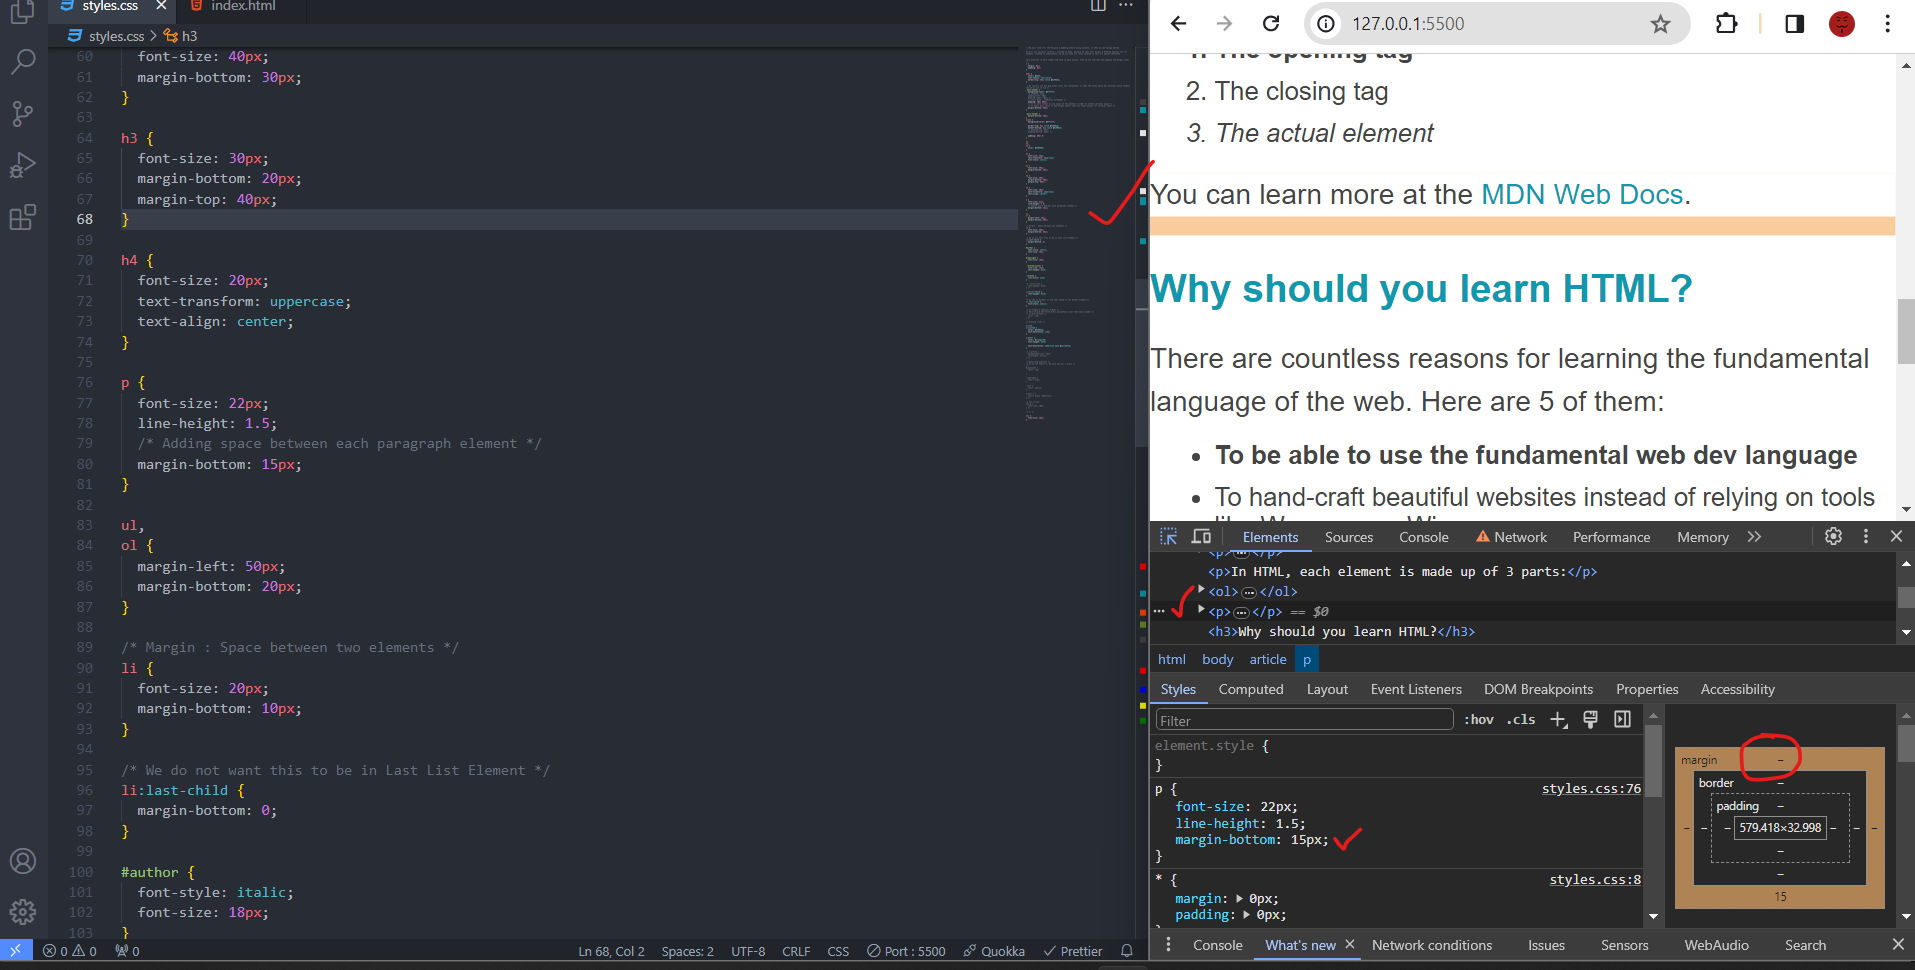 styles.css
index.html
styles.css > h3
60 font-size: 40px;
61 margin-bottom: 30px;
62 }
63
64 h3 {
65 font-size: 30px;
66 margin-bottom: 20px;
67 margin-top: 40px;
68 }
69
70 h4 {
71 font-size: 20px;
72 text-transform: uppercase;
73 text-align: center;
74 }
75
76 p {
77 font-size: 22px;
78 line-height: 1.5;
79 /* Adding space between each paragraph element */
80 margin-bottom: 15px;
81 }
82
83 ul,
84 ol {
85 margin-left: 50px;
86 margin-bottom: 20px;
87 }
88
89 /* Margin : Space between two elements */
90 li {
91 font-size: 20px;
92 margin-bottom: 10px;
93 }
94
95 /* We do not want this to be in Last List Element */
96 li:last-child {
97 margin-bottom: 0;
98 }
99
100 #author {
101 font-style: italic;
102 font-size: 18px;
103 }
0 0 0 Ln 68, Col 2 Spaces: 2 UTF-8 CRLF CSS Port : 5500 Quokka Prettier
127.0.0.1:5500
1. The opening tag
2. The closing tag
3. The actual element
You can learn more at the MDN Web Docs.
Why should you learn HTML?
There are countless reasons for learning the fundamental
language of the web. Here are 5 of them:
• To be able to use the fundamental web dev language
• To hand-craft beautiful websites instead of relying on tools
Elements Sources Console Network Performance Memory
<p>…</p>
<p>In HTML, each element is made up of 3 parts:</p>
<ol>…</ol>
<p>…</p> == $0
<h3>Why should you learn HTML?</h3>
html body article p
Styles Computed Layout Event Listeners DOM Breakpoints Properties Accessibility
Filter :hov .cls
element.style {
}
p { styles.css:76
font-size: 22px;
line-height: 1.5;
margin-bottom: 15px;
}
* { styles.css:8
margin: 0px;
padding: 0px;
margin –
border –
padding –
– – – 579.418×32.998 – – –
–
–
15
Console What's new Network conditions Issues Sensors WebAudio Search